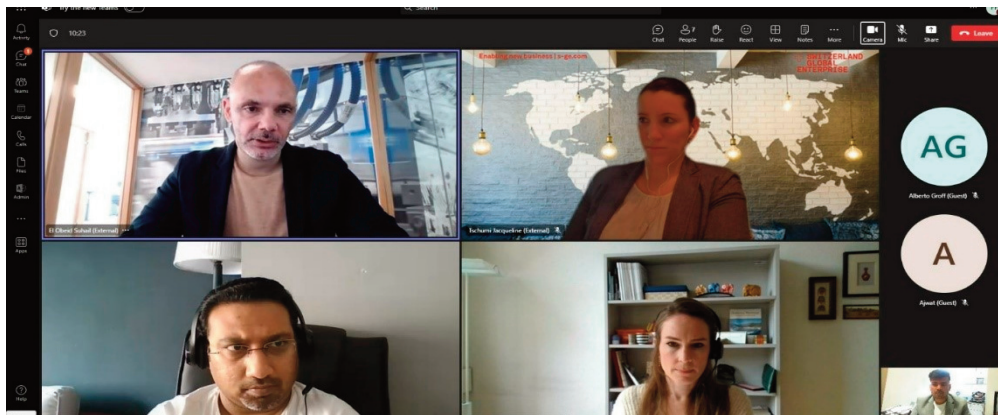 Try the new Teams
Search
10:23
Chat
People
7
Raise
React
View
Notes
More
Camera
Mic
Share
Leave
Activity
Chat
Teams
Calendar
Calls
Files
Admin
Apps
Help
Enabling new business | s-ge.com
SWITZERLAND
GLOBAL
ENTERPRISE
El Obeid Suhail (External)
Tschumi Jacqueline (External)
AG
Alberto Groff (Guest)
A
Ajwat (Guest)